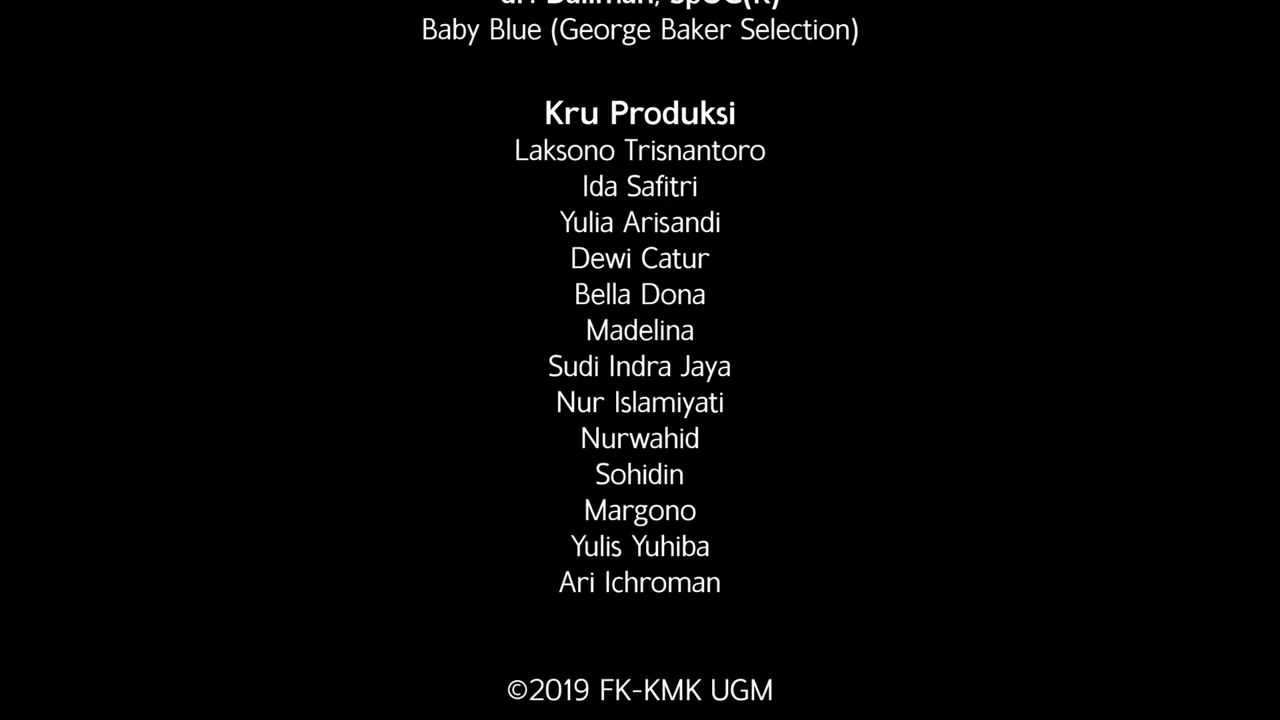 Baby Blue (George Baker Selection)
Kru Produksi
Laksono Trisnantoro
Ida Safitri
Yulia Arisandi
Dewi Catur
Bella Dona
Madelina
Sudi Indra Jaya
Nur Islamiyati
Nurwahid
Sohidin
Margono
Yulis Yuhiba
Ari Ichroman
©2019 FK-KMK UGM